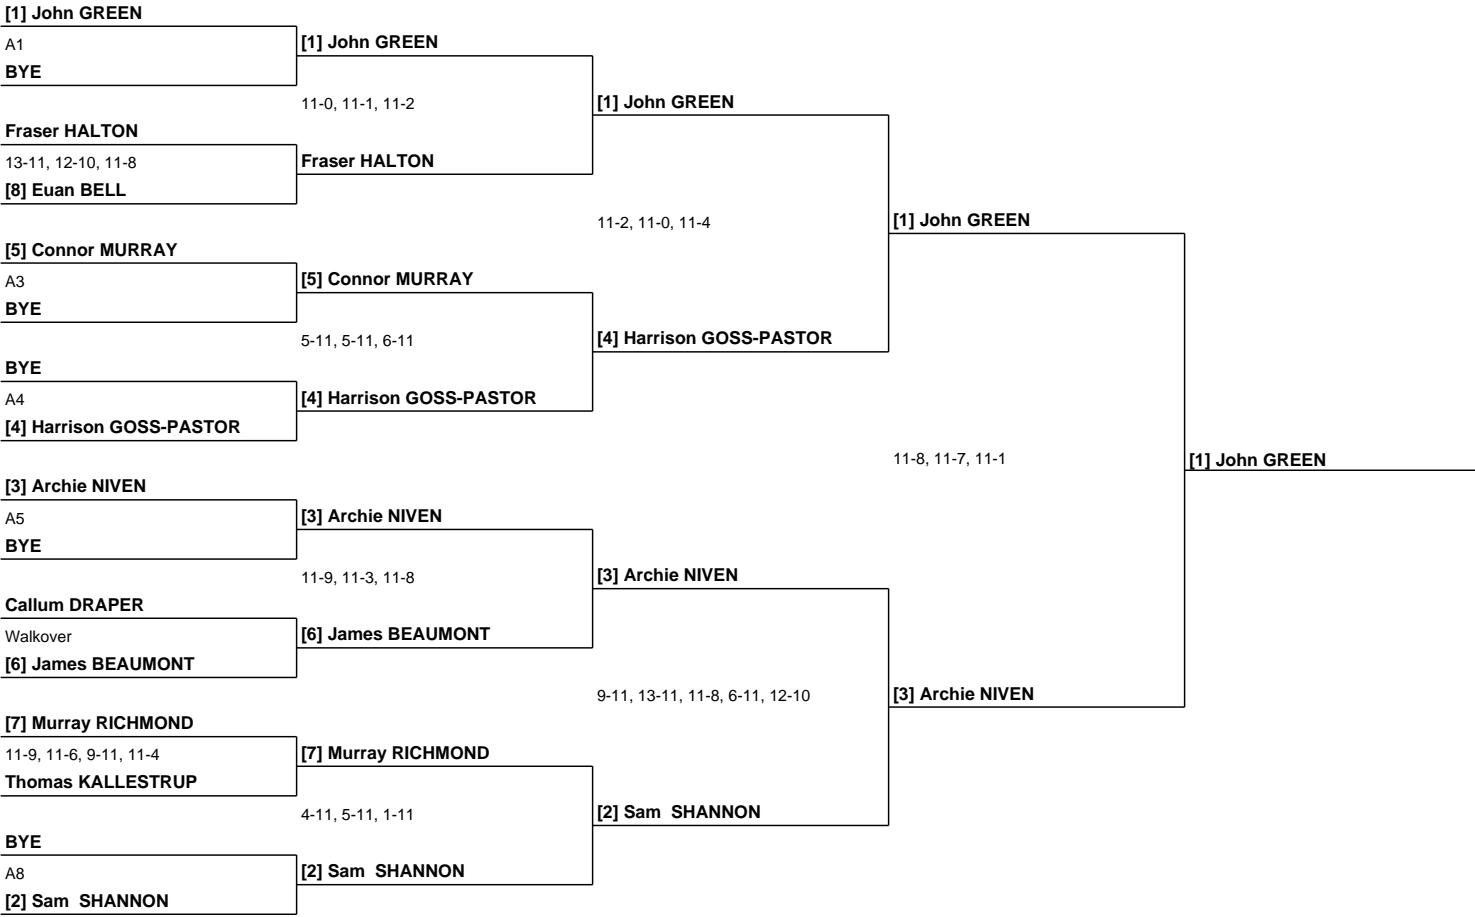 [1] John GREEN
A1
BYE
Fraser HALTON
13-11, 12-10, 11-8
[8] Euan BELL
[5] Connor MURRAY
A3
BYE
BYE
A4
[4] Harrison GOSS-PASTOR
[3] Archie NIVEN
A5
BYE
Callum DRAPER
Walkover
[6] James BEAUMONT
[7] Murray RICHMOND
11-9, 11-6, 9-11, 11-4
Thomas KALLESTRUP
BYE
A8
[2] Sam  SHANNON
[1] John GREEN
11-0, 11-1, 11-2
Fraser HALTON
[5] Connor MURRAY
5-11, 5-11, 6-11
[4] Harrison GOSS-PASTOR
[3] Archie NIVEN
11-9, 11-3, 11-8
[6] James BEAUMONT
[7] Murray RICHMOND
4-11, 5-11, 1-11
[2] Sam  SHANNON
[1] John GREEN
11-2, 11-0, 11-4
[4] Harrison GOSS-PASTOR
[3] Archie NIVEN
9-11, 13-11, 11-8, 6-11, 12-10
[2] Sam  SHANNON
[1] John GREEN
11-8, 11-7, 11-1
[3] Archie NIVEN
[1] John GREEN